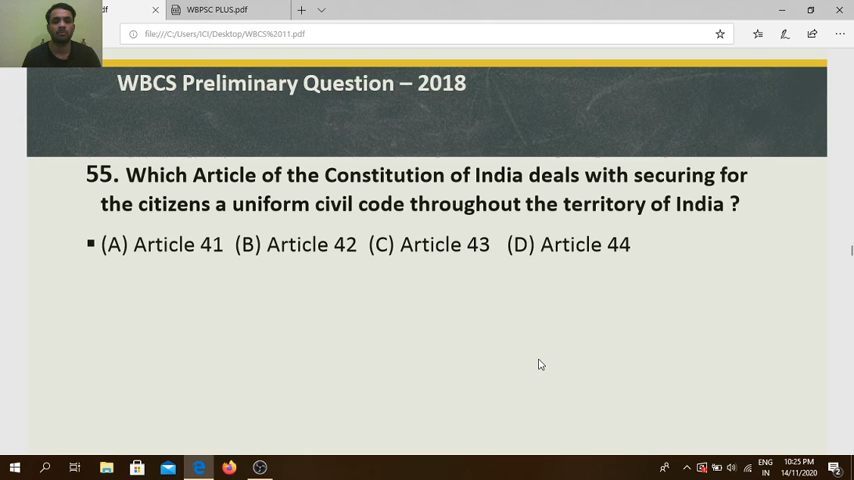 df
WBPSC PLUS.pdf
file:///C:/Users/ICI/Desktop/WBCS%2011.pdf
WBCS Preliminary Question – 2018
55. Which Article of the Constitution of India deals with securing for
the citizens a uniform civil code throughout the territory of India ?
▪ (A) Article 41 (B) Article 42 (C) Article 43 (D) Article 44
ENG
IN
10:25 PM
14/11/2020
2